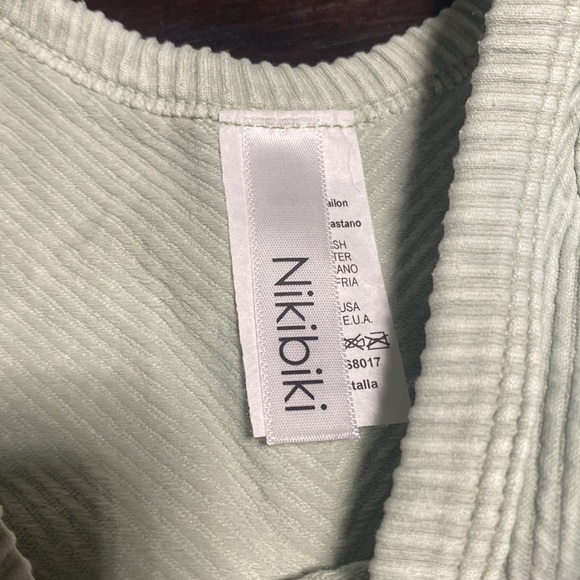 Nikibiki
ailon
astano
SH
TER
ANO
FRIA
USA
E.U.A.
68017
talla